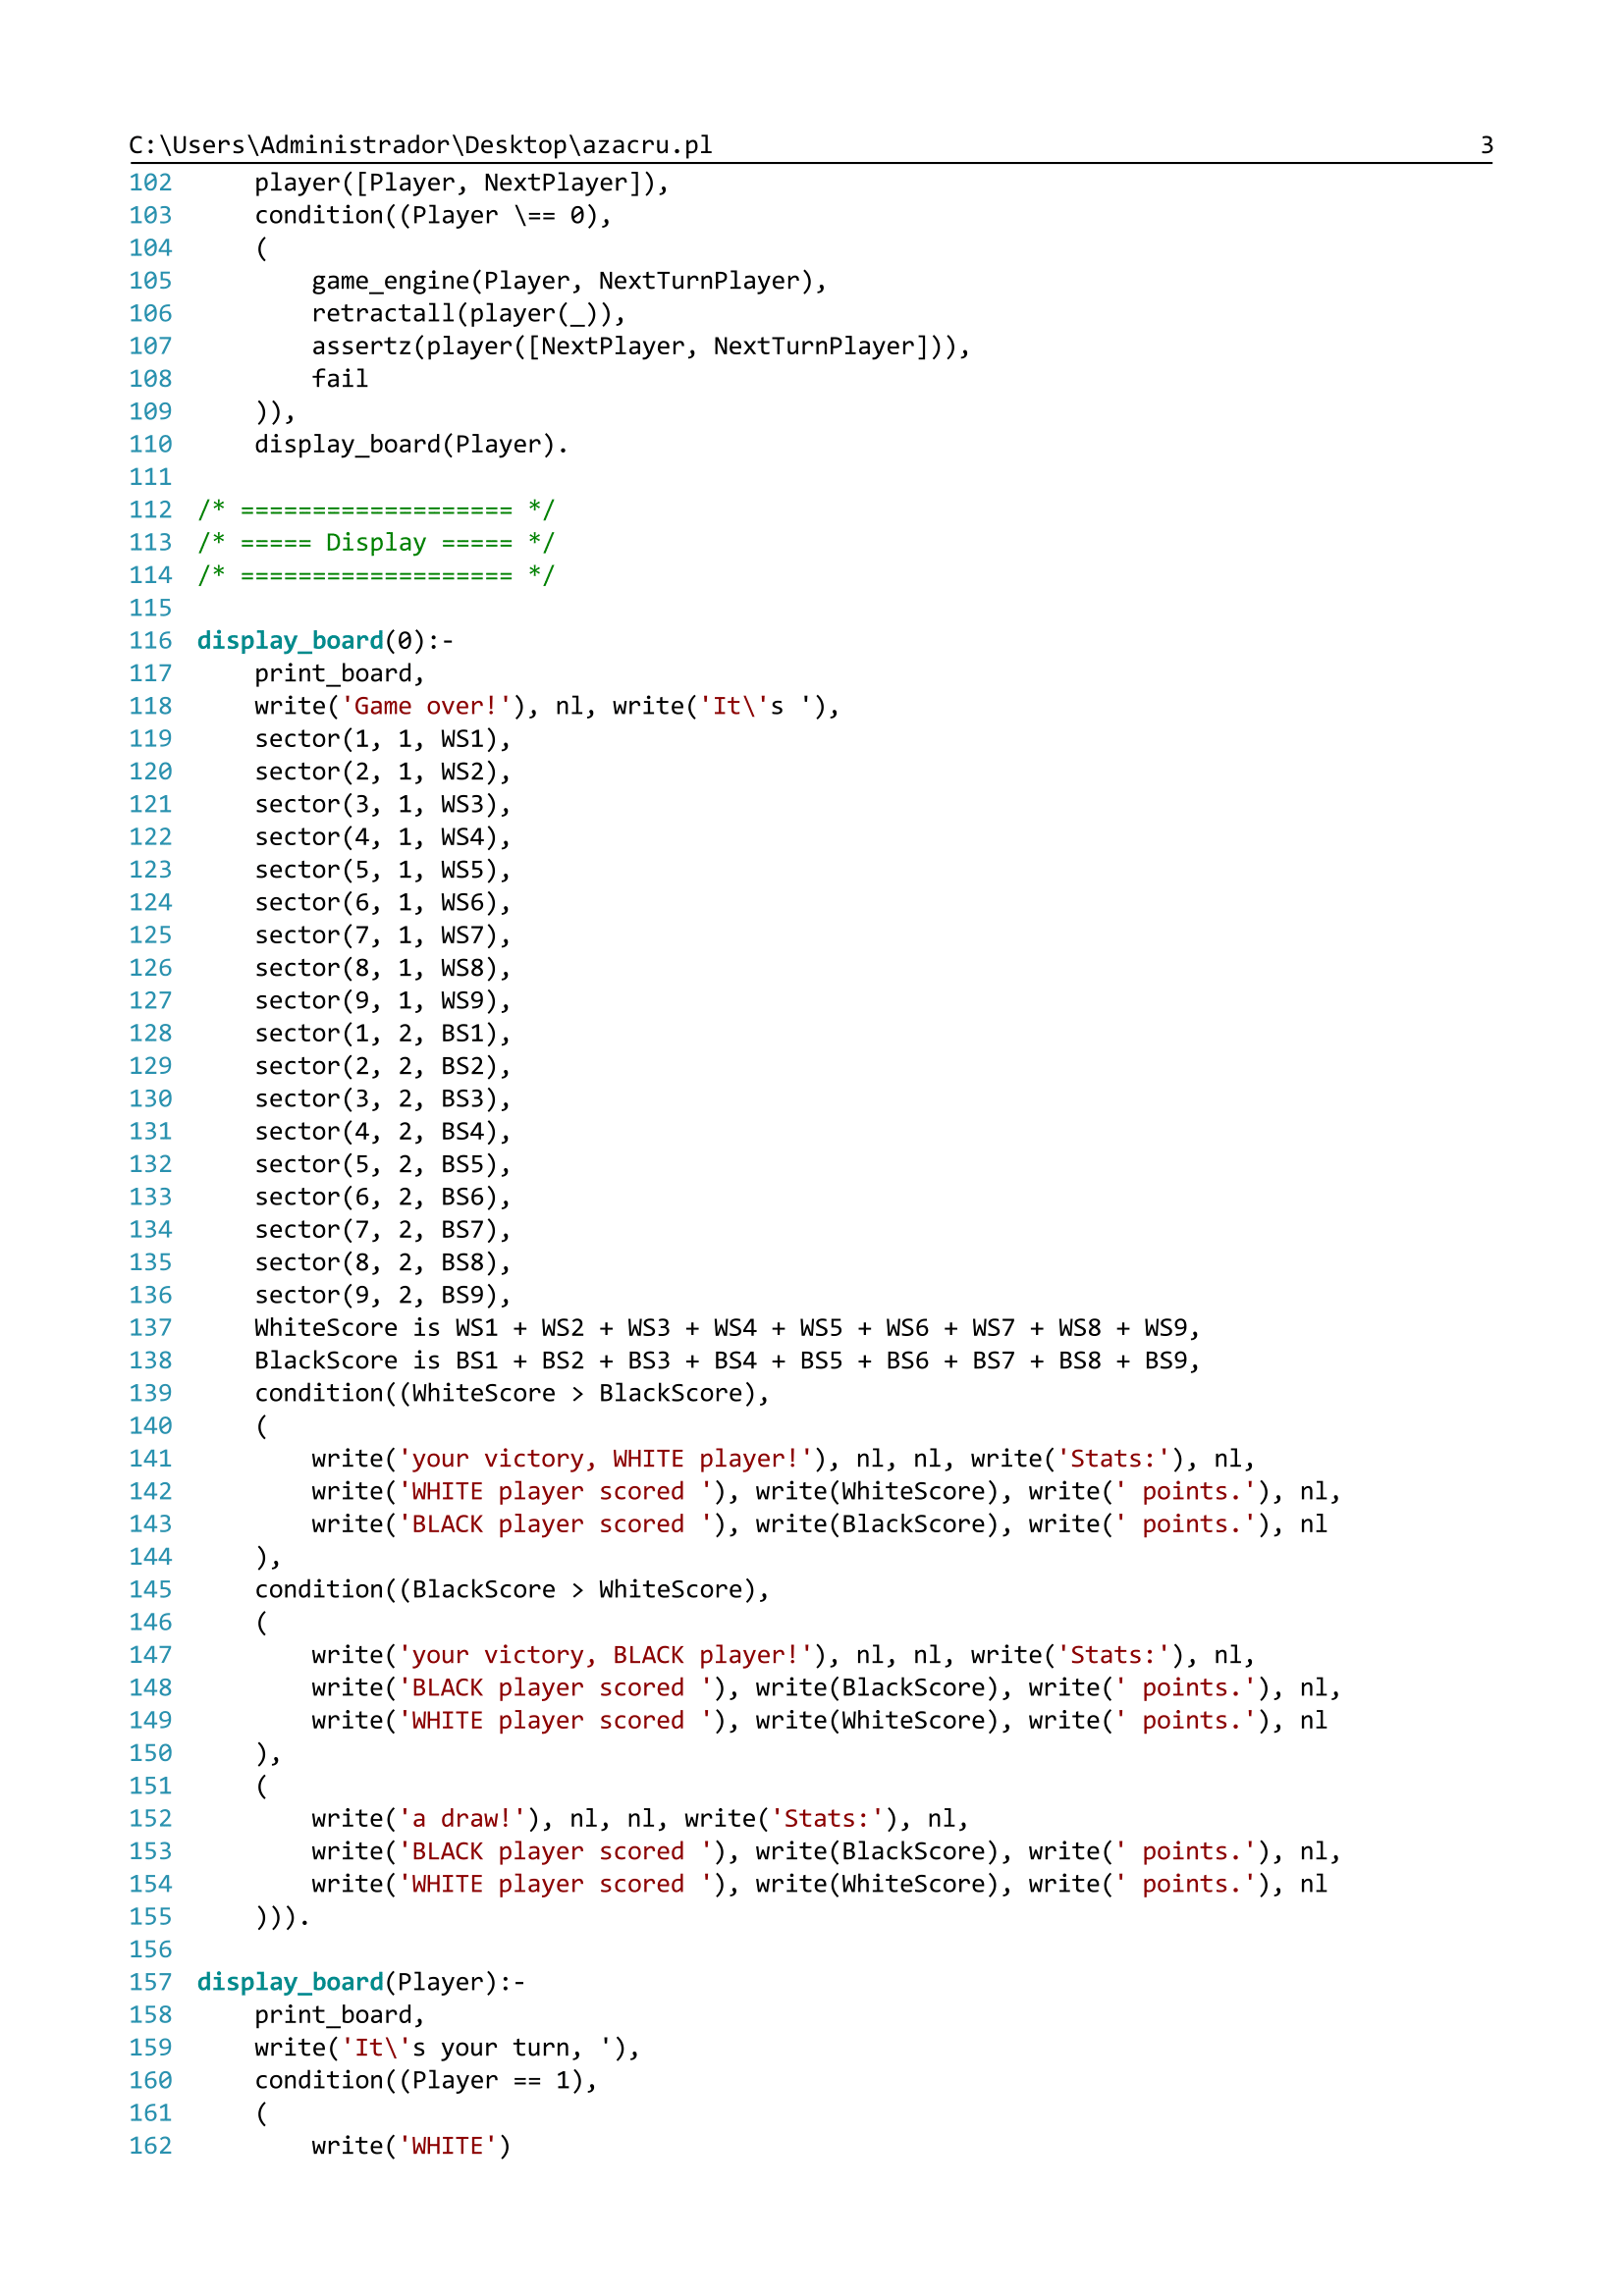 C:\Users\Administrador\Desktop\azacru.pl 3
102 player([Player, NextPlayer]),
103 condition((Player \== 0),
104 (
105 game_engine(Player, NextTurnPlayer),
106 retractall(player(_)),
107 assertz(player([NextPlayer, NextTurnPlayer])),
108 fail
109 )),
110 display_board(Player).
111
112 /* =================== */
113 /* ===== Display ===== */
114 /* =================== */
115
116 display_board(0):-
117 print_board,
118 write('Game over!'), nl, write('It\'s '),
119 sector(1, 1, WS1),
120 sector(2, 1, WS2),
121 sector(3, 1, WS3),
122 sector(4, 1, WS4),
123 sector(5, 1, WS5),
124 sector(6, 1, WS6),
125 sector(7, 1, WS7),
126 sector(8, 1, WS8),
127 sector(9, 1, WS9),
128 sector(1, 2, BS1),
129 sector(2, 2, BS2),
130 sector(3, 2, BS3),
131 sector(4, 2, BS4),
132 sector(5, 2, BS5),
133 sector(6, 2, BS6),
134 sector(7, 2, BS7),
135 sector(8, 2, BS8),
136 sector(9, 2, BS9),
137 WhiteScore is WS1 + WS2 + WS3 + WS4 + WS5 + WS6 + WS7 + WS8 + WS9,
138 BlackScore is BS1 + BS2 + BS3 + BS4 + BS5 + BS6 + BS7 + BS8 + BS9,
139 condition((WhiteScore > BlackScore),
140 (
141 write('your victory, WHITE player!'), nl, nl, write('Stats:'), nl,
142 write('WHITE player scored '), write(WhiteScore), write(' points.'), nl,
143 write('BLACK player scored '), write(BlackScore), write(' points.'), nl
144 ),
145 condition((BlackScore > WhiteScore),
146 (
147 write('your victory, BLACK player!'), nl, nl, write('Stats:'), nl,
148 write('BLACK player scored '), write(BlackScore), write(' points.'), nl,
149 write('WHITE player scored '), write(WhiteScore), write(' points.'), nl
150 ),
151 (
152 write('a draw!'), nl, nl, write('Stats:'), nl,
153 write('BLACK player scored '), write(BlackScore), write(' points.'), nl,
154 write('WHITE player scored '), write(WhiteScore), write(' points.'), nl
155 ))).
156
157 display_board(Player):-
158 print_board,
159 write('It\'s your turn, '),
160 condition((Player == 1),
161 (
162 write('WHITE')